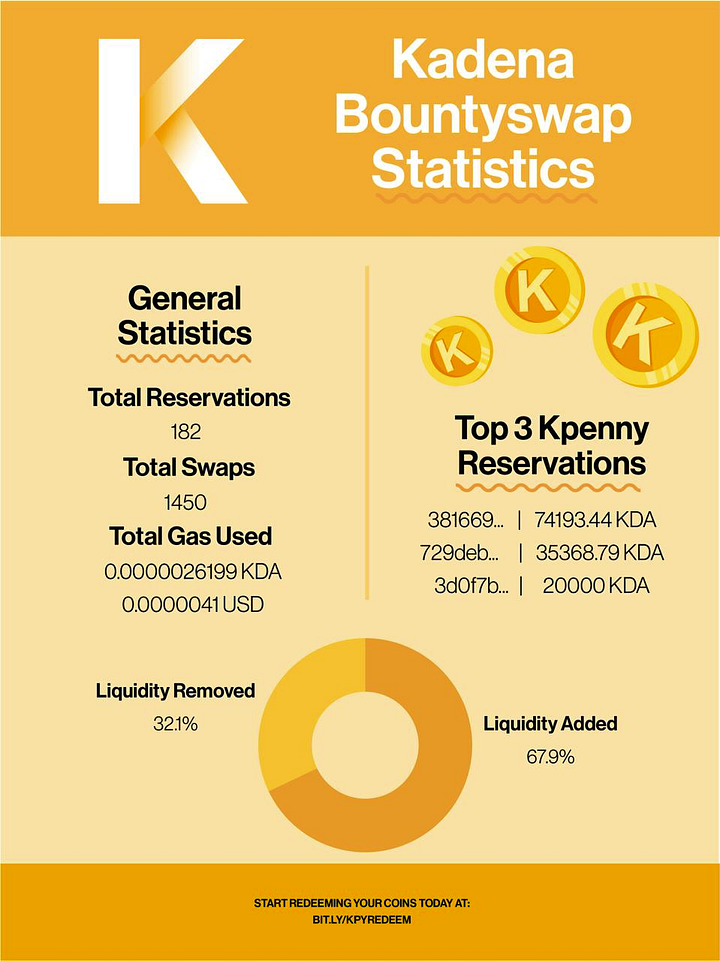 K
Kadena
Bountyswap
Statistics
General
Statistics
Total Reservations
182
Total Swaps
1450
Total Gas Used
0.0000026199 KDA
0.0000041 USD
K
K
K
Top 3 Kpenny
Reservations
381669... | 74193.44 KDA
729deb... | 35368.79 KDA
3d0f7b... | 20000 KDA
Liquidity Removed
32.1%
Liquidity Added
67.9%
START REDEEMING YOUR COINS TODAY AT:
BIT.LY/KPYREDEEM